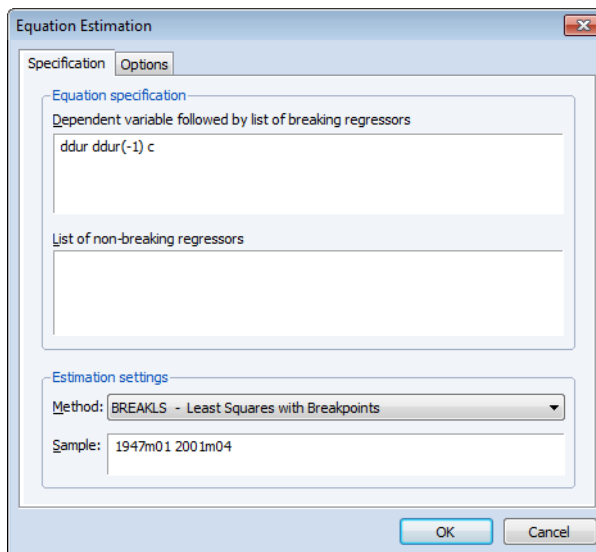 Equation Estimation
Specification
Options
Equation specification
Dependent variable followed by list of breaking regressors
ddur ddur(-1) c
List of non-breaking regressors
Estimation settings
Method: BREAKLS - Least Squares with Breakpoints
Sample: 1947m01 2001m04
OK
Cancel